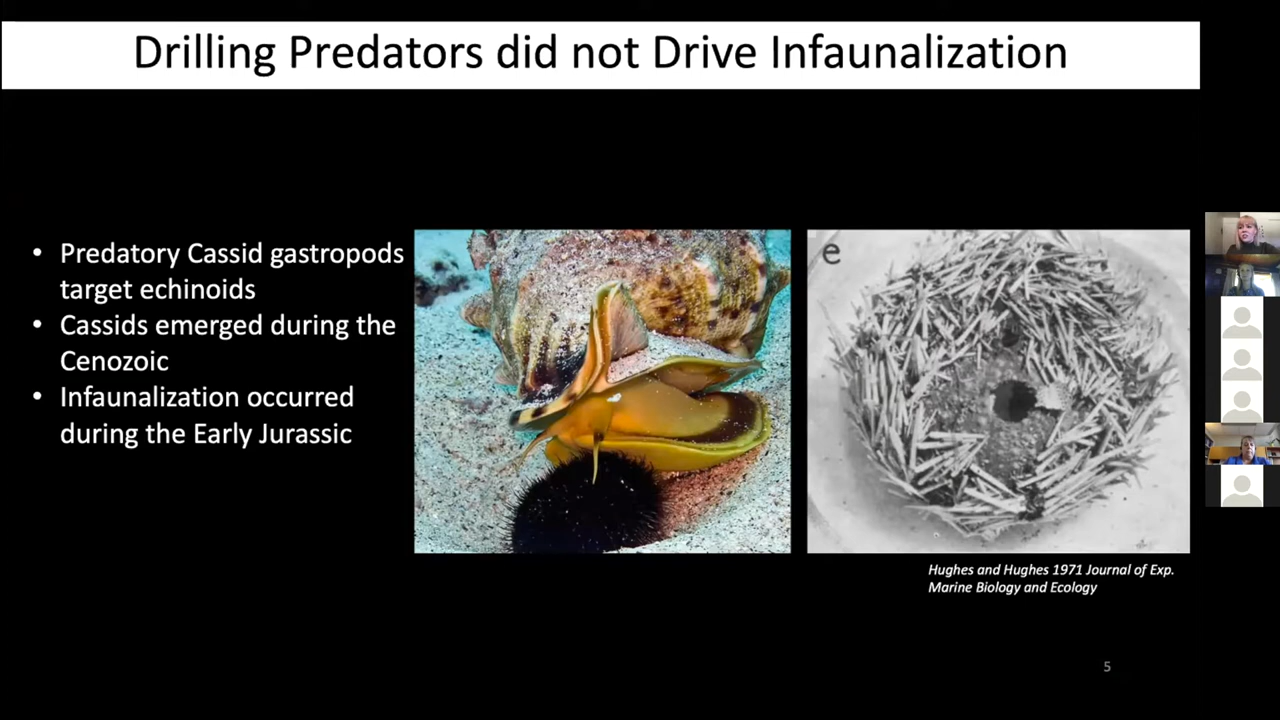 Drilling Predators did not Drive Infaunalization
• Predatory Cassid gastropods
target echinoids
• Cassids emerged during the
Cenozoic
• Infaunalization occurred
during the Early Jurassic
e
Hughes and Hughes 1971 Journal of Exp.
Marine Biology and Ecology
5